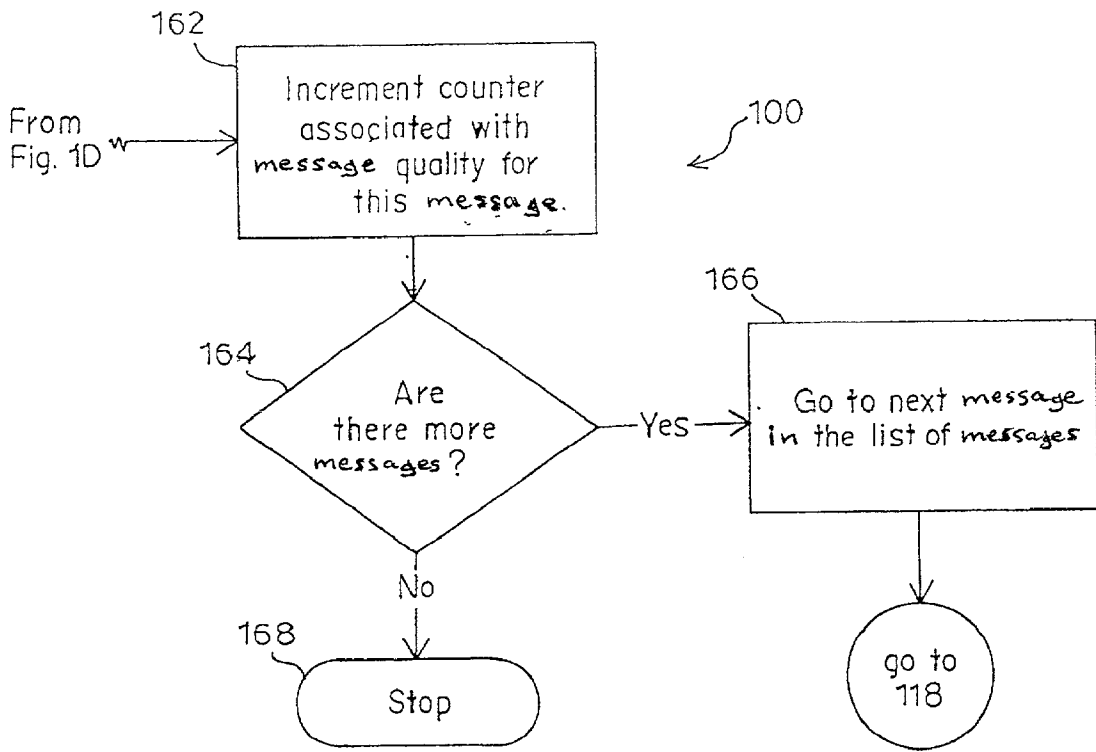 162
Increment counter
associated with
message quality for
this message.
From
Fig. 1D
100
164
Are
there more
messages?
Yes
166
Go to next message
in the list of messages
No
168
Stop
go to
118